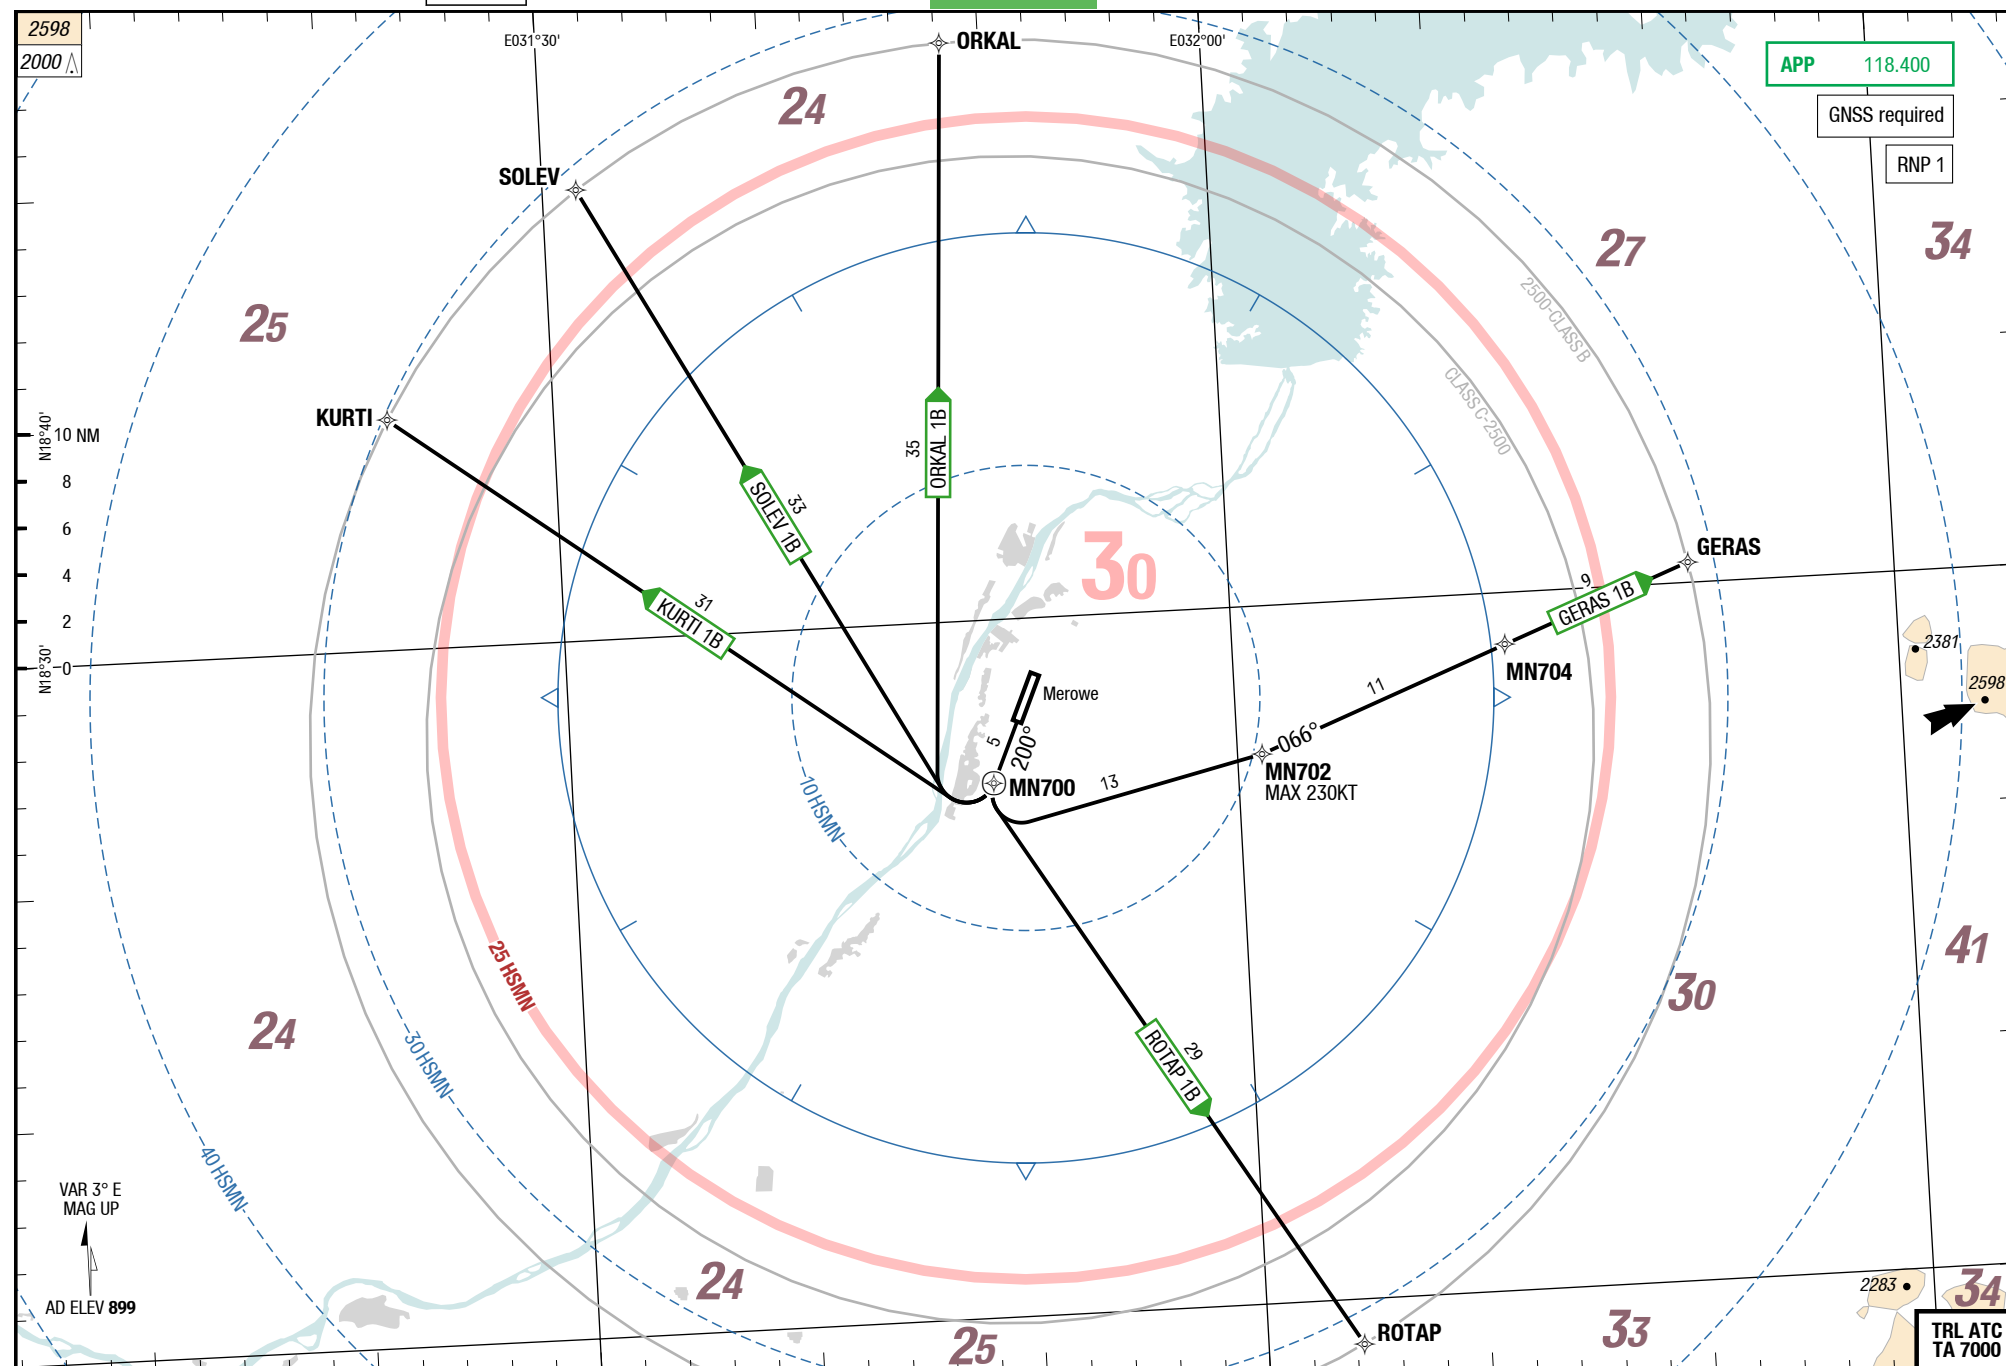 2598
2000
E031°30'
ORKAL
E032°00'
APP 118.400
GNSS required
RNP 1
24
SOLEV
27
34
25
2500-CLASS B
CLASS C-2500
KURTI
N18°40'
10 NM
8
6
4
2
0
N18°30'
35
ORKAL 1B
33
SOLEV 1B
31
KURTI 1B
30
GERAS
9
GERAS 1B
MN704
2381
2598
Merowe
5
200°
MN700
11
066°
MN702
MAX 230KT
13
10 HSMN
25 HSMN
30 HSMN
40 HSMN
41
30
24
29
ROTAP 1B
VAR 3° E
MAG UP
AD ELEV 899
24
25
ROTAP
33
2283
34
TRL ATC
TA 7000